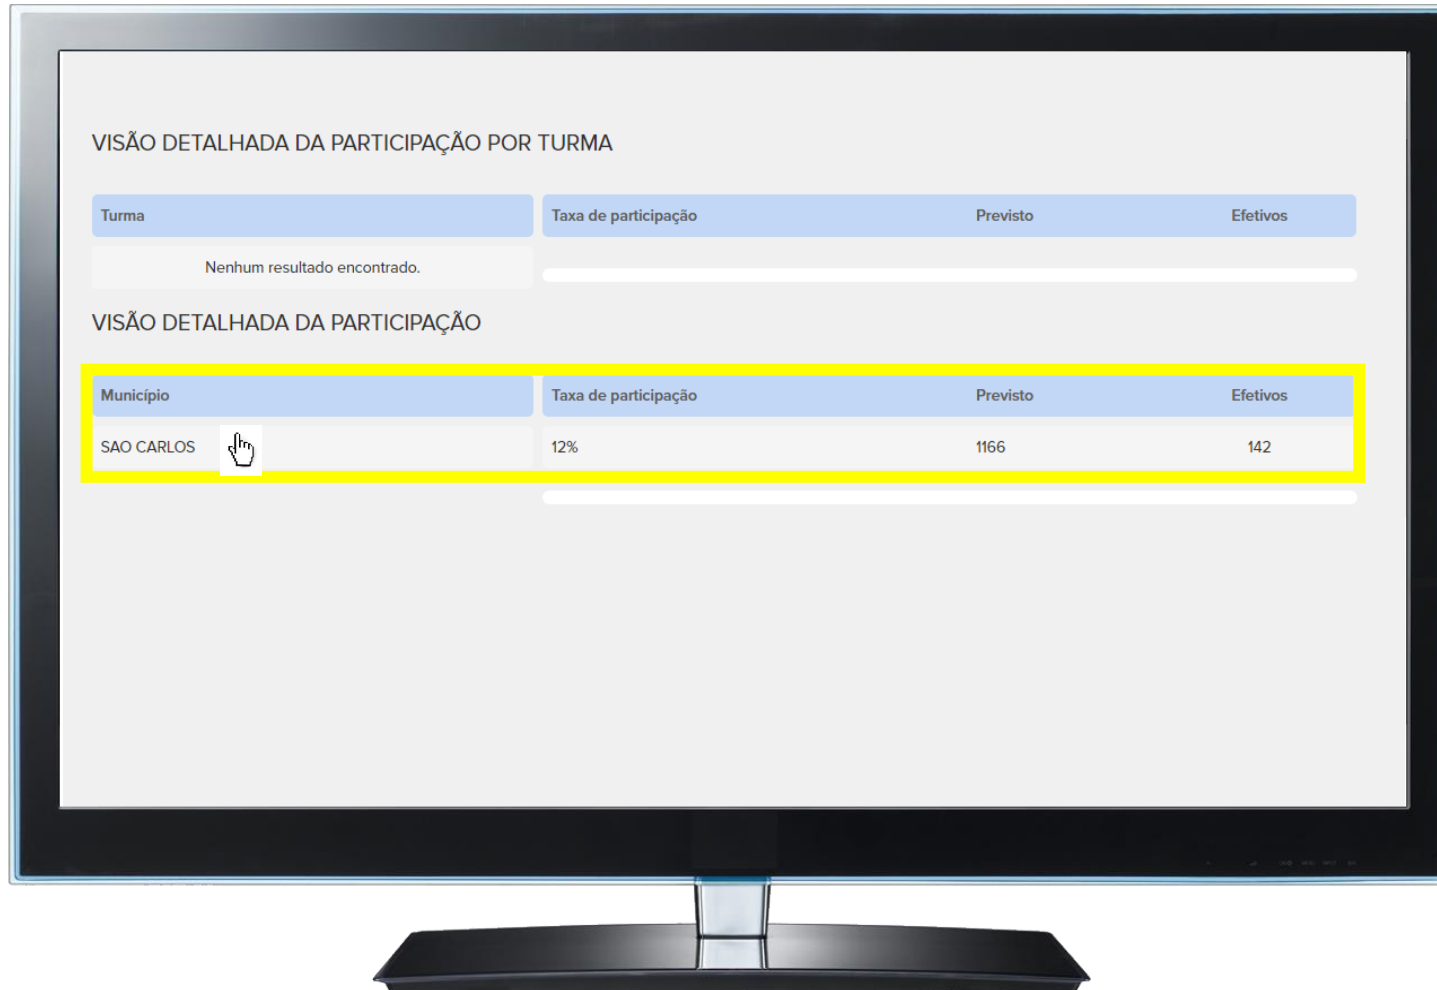 VISÃO DETALHADA DA PARTICIPAÇÃO POR TURMA
Turma Taxa de participação Previsto Efetivos
Nenhum resultado encontrado.
VISÃO DETALHADA DA PARTICIPAÇÃO
Município Taxa de participação Previsto Efetivos
SAO CARLOS 12% 1166 142